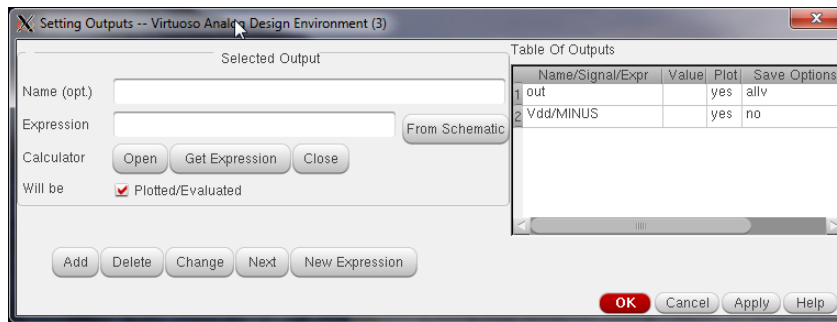 Setting Outputs -- Virtuoso Analog Design Environment (3)
Selected Output
Name (opt.)
Expression
From Schematic
Calculator
Open
Get Expression
Close
Will be
Plotted/Evaluated
Add
Delete
Change
Next
New Expression
Table Of Outputs
Name/Signal/Expr Value Plot Save Options
1 out yes allv
2 Vdd/MINUS yes no
OK
Cancel
Apply
Help